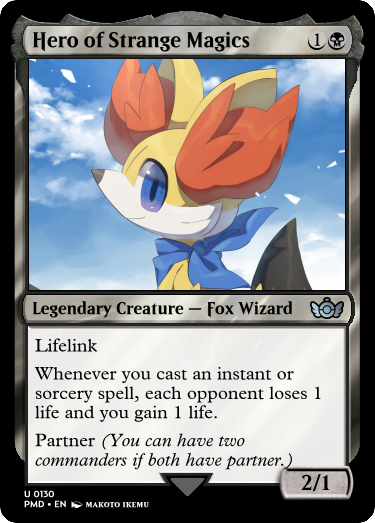 Hero of Strange Magics 1
Legendary Creature — Fox Wizard
Lifelink
Whenever you cast an instant or
sorcery spell, each opponent loses 1
life and you gain 1 life.
Partner (You can have two
commanders if both have partner.)
2/1
U 0130
PMD • EN MAKOTO IKEMU